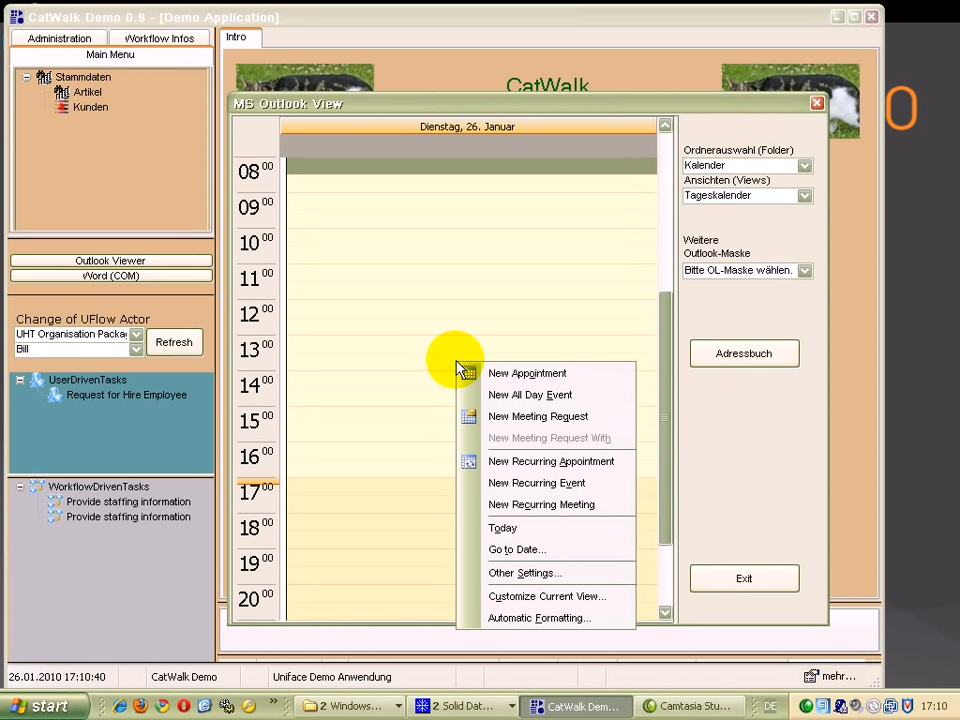 CatWalk Demo 0.9 - [Demo Application]
Administration
Workflow Infos
Intro
Main Menu
Stammdaten
Artikel
Kunden
CatWalk
MS Outlook View
Dienstag, 26. Januar
08 00
09 00
10 00
11 00
12 00
13 00
14 00
15 00
16 00
17 00
18 00
19 00
20 00
Ordnerauswahl (Folder)
Kalender
Ansichten (Views)
Tageskalender
Weitere
Outlook-Maske
Bitte OL-Maske wählen.
Adressbuch
Exit
Outlook Viewer
Word (COM)
Change of UFlow Actor
UHT Organisation Packa
Refresh
Bill
UserDrivenTasks
Request for Hire Employee
WorkflowDrivenTasks
Provide staffing information
Provide staffing information
New Appointment
New All Day Event
New Meeting Request
New Meeting Request With
New Recurring Appointment
New Recurring Event
New Recurring Meeting
Today
Go to Date...
Other Settings...
Customize Current View...
Automatic Formatting...
26.01.2010 17:10:40
CatWalk Demo
Uniface Demo Anwendung
mehr...
start
»
2 Windows...
2 Solid Dat...
CatWalk Dem...
Camtasia Stu...
DE
17:10